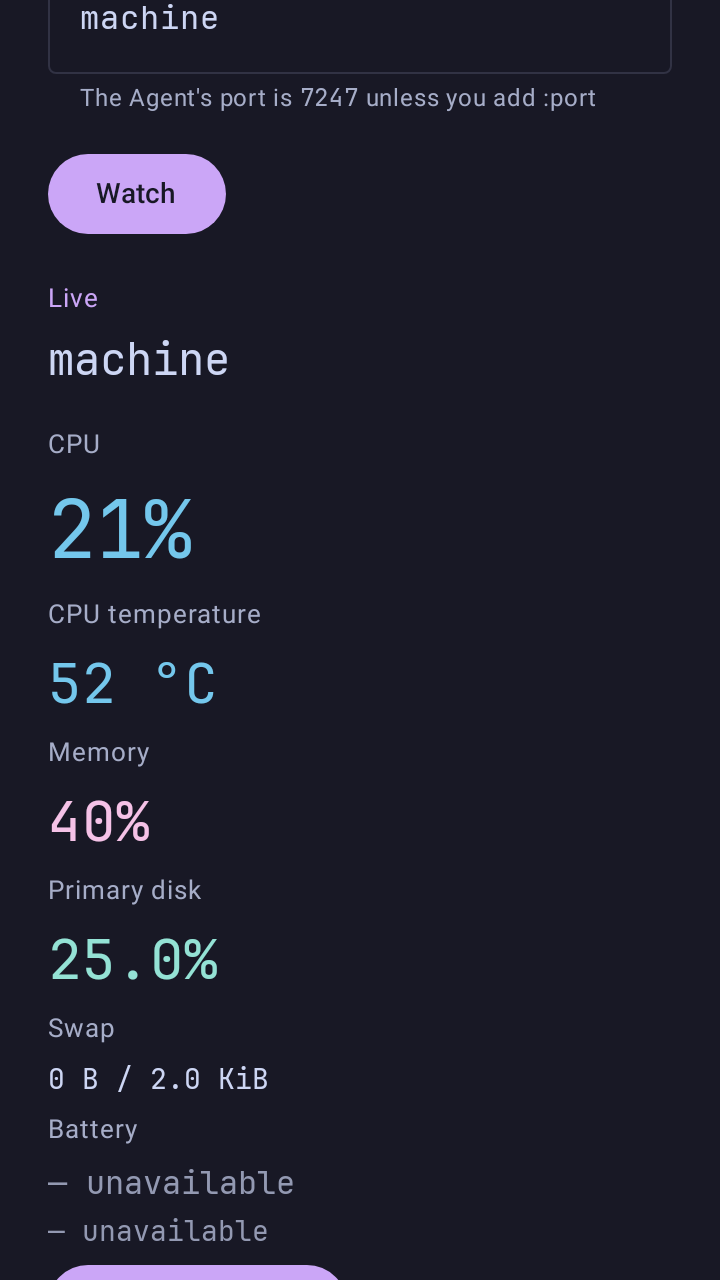 machine
The Agent's port is 7247 unless you add :port
Watch
Live
machine
CPU
21%
CPU temperature
52 °C
Memory
40%
Primary disk
25.0%
Swap
0 B / 2.0 KiB
Battery
— unavailable
— unavailable